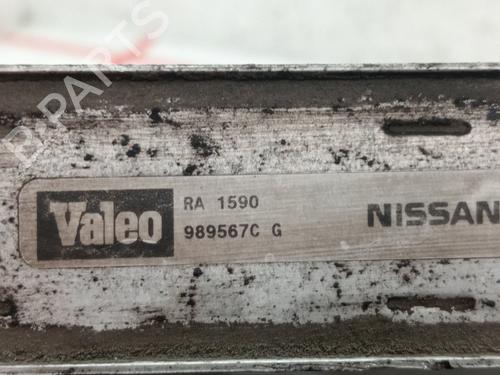 B-PARTS
Valeo
RA 1590
989567C G
NISSAN